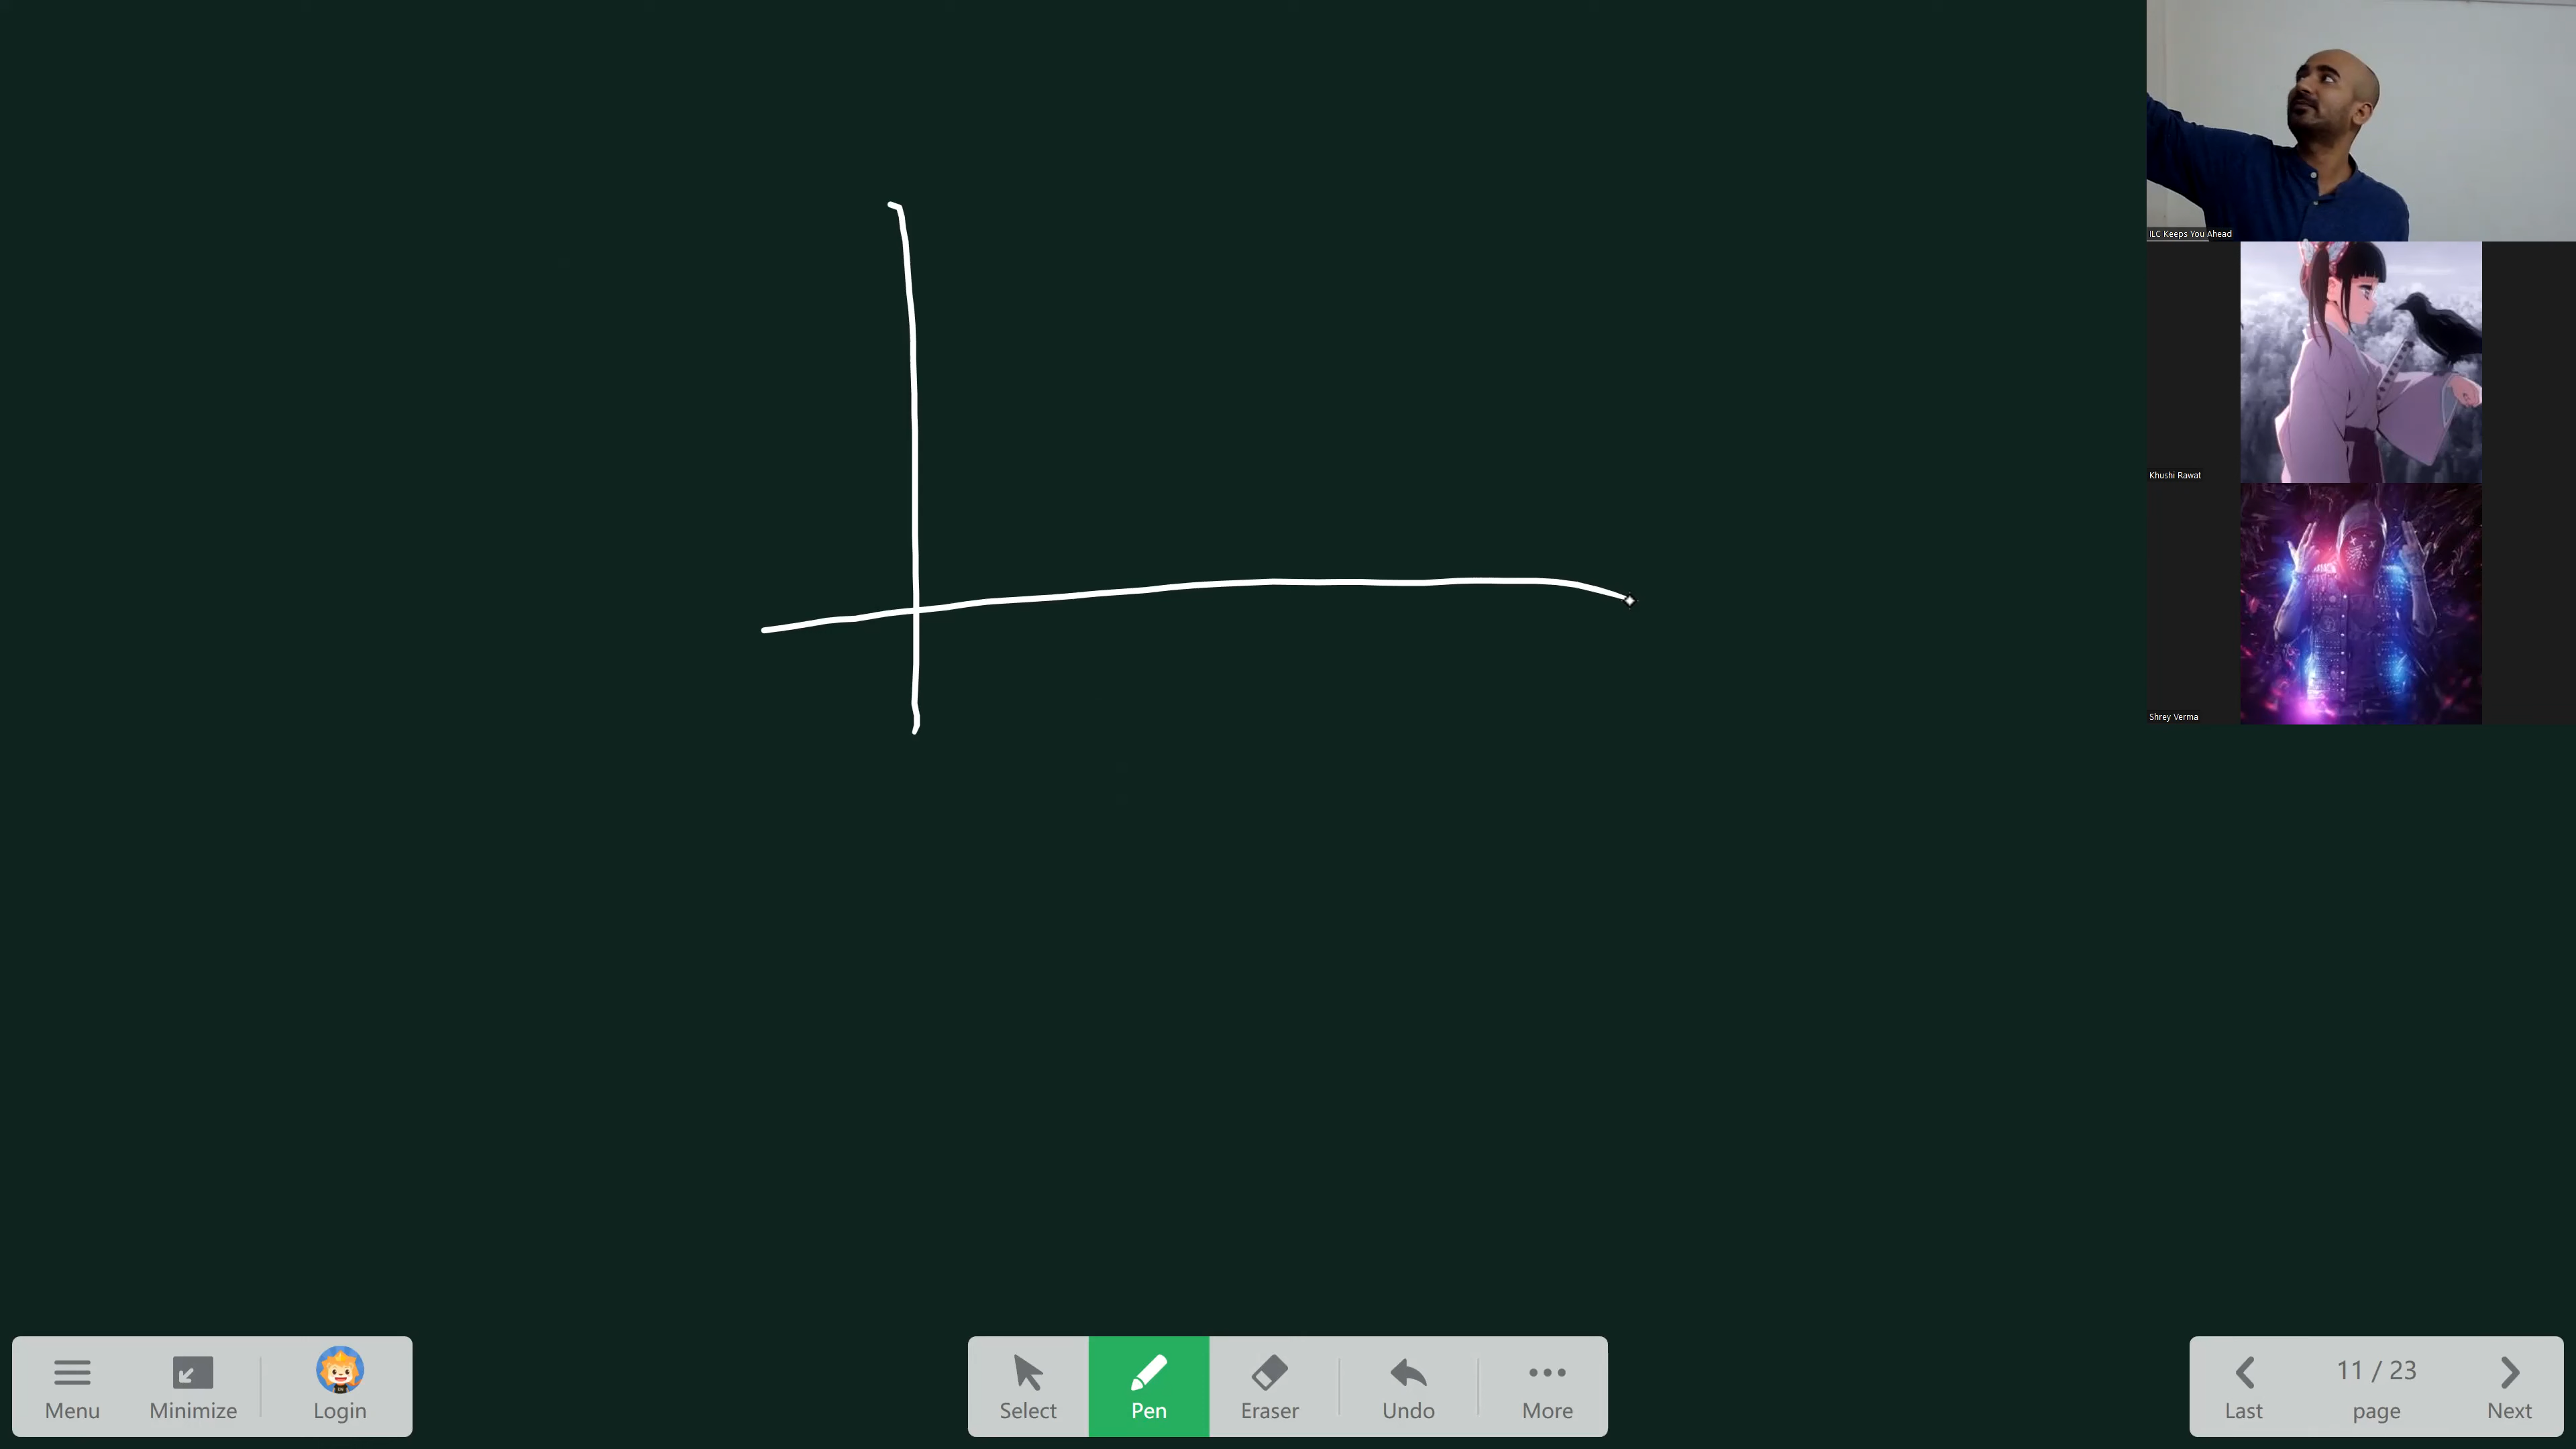 ILC Keeps You Ahead
Khushi Rawat
Shrey Verma
Menu
Minimize
Login
Select
Pen
Eraser
Undo
More
Last
11 / 23
page
Next